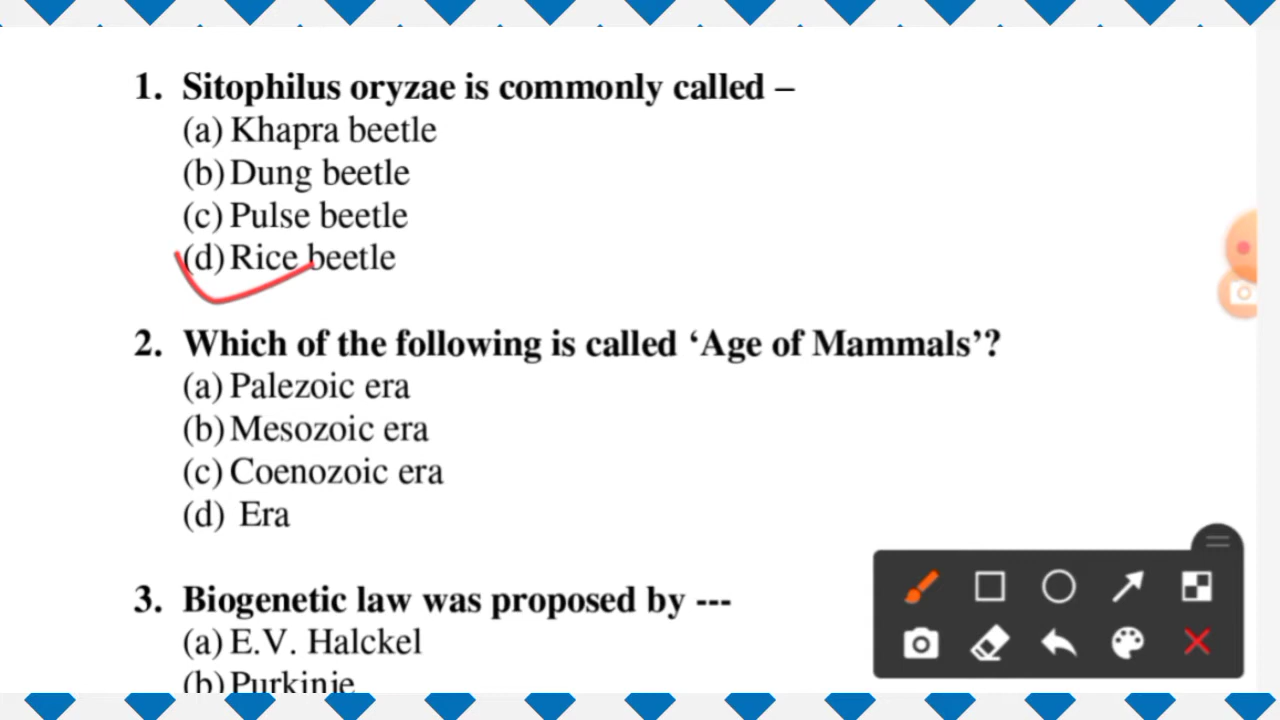 1. Sitophilus oryzae is commonly called –
(a) Khapra beetle
(b) Dung beetle
(c) Pulse beetle
(d) Rice beetle
2. Which of the following is called ‘Age of Mammals’?
(a) Palezoic era
(b) Mesozoic era
(c) Coenozoic era
(d) Era
3. Biogenetic law was proposed by ---
(a) E.V. Halckel
(b) Purkinje